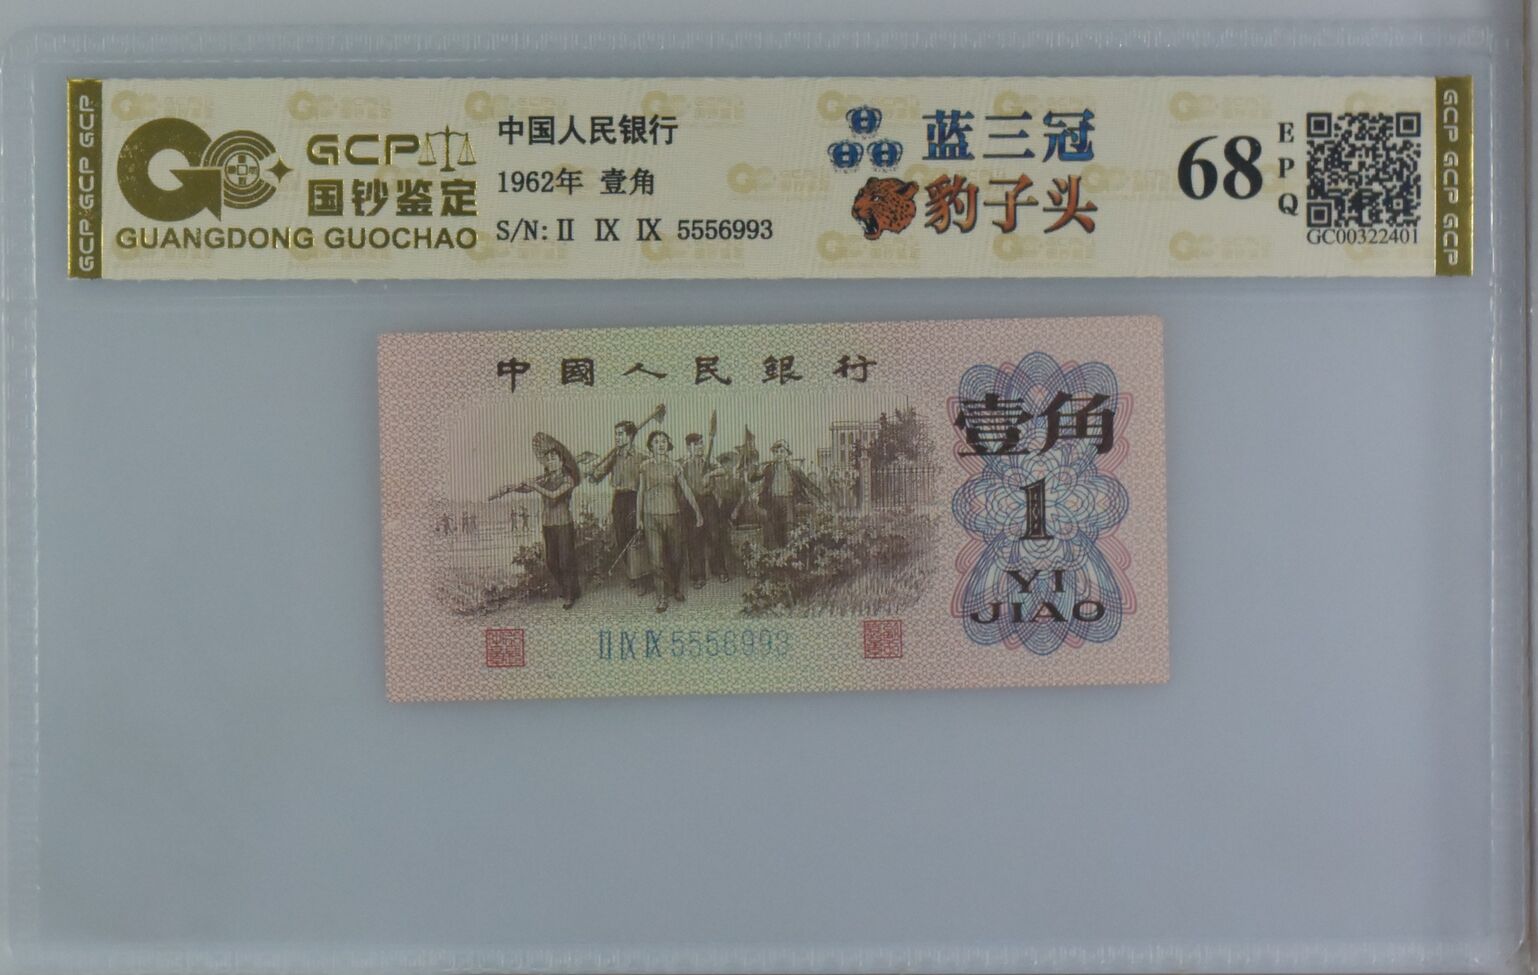 GCP
国钞鉴定
GUANGDONG GUOCHAO
中国人民银行
1962年 壹角
S/N: II IX IX 5556993
蓝三冠
豹子头
68
EPQ
GC00322401
GCP GCP GCP
GCP GCP GCP
中國人民銀行
壹角
1
YI
JIAO
II IX IX 5556993